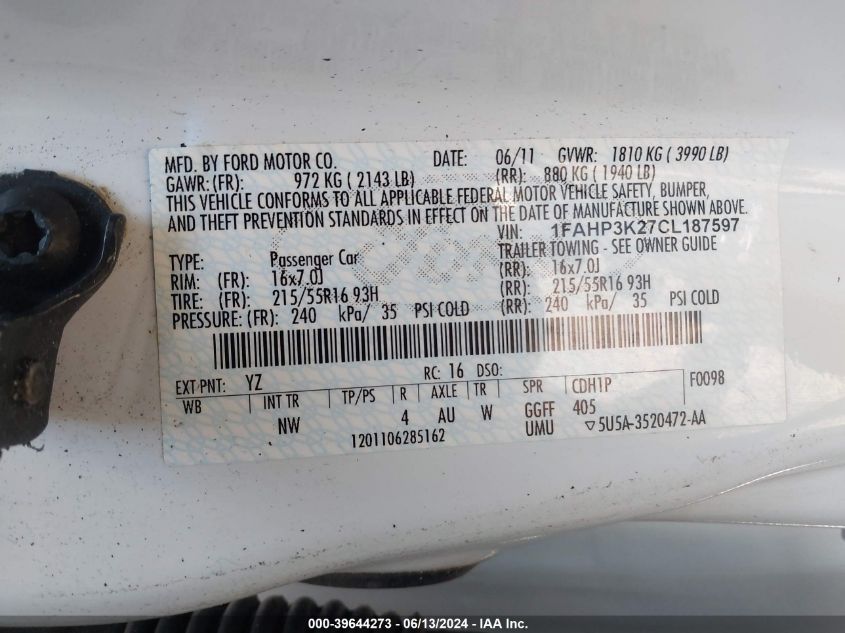 MFD. BY FORD MOTOR CO. DATE: 06/11 GVWR: 1810 KG ( 3990 LB)
GAWR: (FR): 972 KG ( 2143 LB) (RR): 880 KG ( 1940 LB)
THIS VEHICLE CONFORMS TO ALL APPLICABLE FEDERAL MOTOR VEHICLE SAFETY, BUMPER,
AND THEFT PREVENTION STANDARDS IN EFFECT ON THE DATE OF MANUFACTURE SHOWN ABOVE.
VIN: 1FAHP3K27CL187597
TRAILER TOWING - SEE OWNER GUIDE
TYPE: Passenger Car
RIM: (FR): 16x7.0J (RR): 16x7.0J
TIRE: (FR): 215/55R16 93H (RR): 215/55R16 93H
PRESSURE: (FR): 240 kPa/ 35 PSI COLD (RR): 240 kPa/ 35 PSI COLD
EXT PNT: YZ RC: 16 DSO:
WB INT TR TP/PS R AXLE TR SPR CDH1P F0098
NW 4 AU W GGFF 405
1201106285162 UMU ▽5U5A-3520472-AA
000-39644273 - 06/13/2024 - IAA Inc.